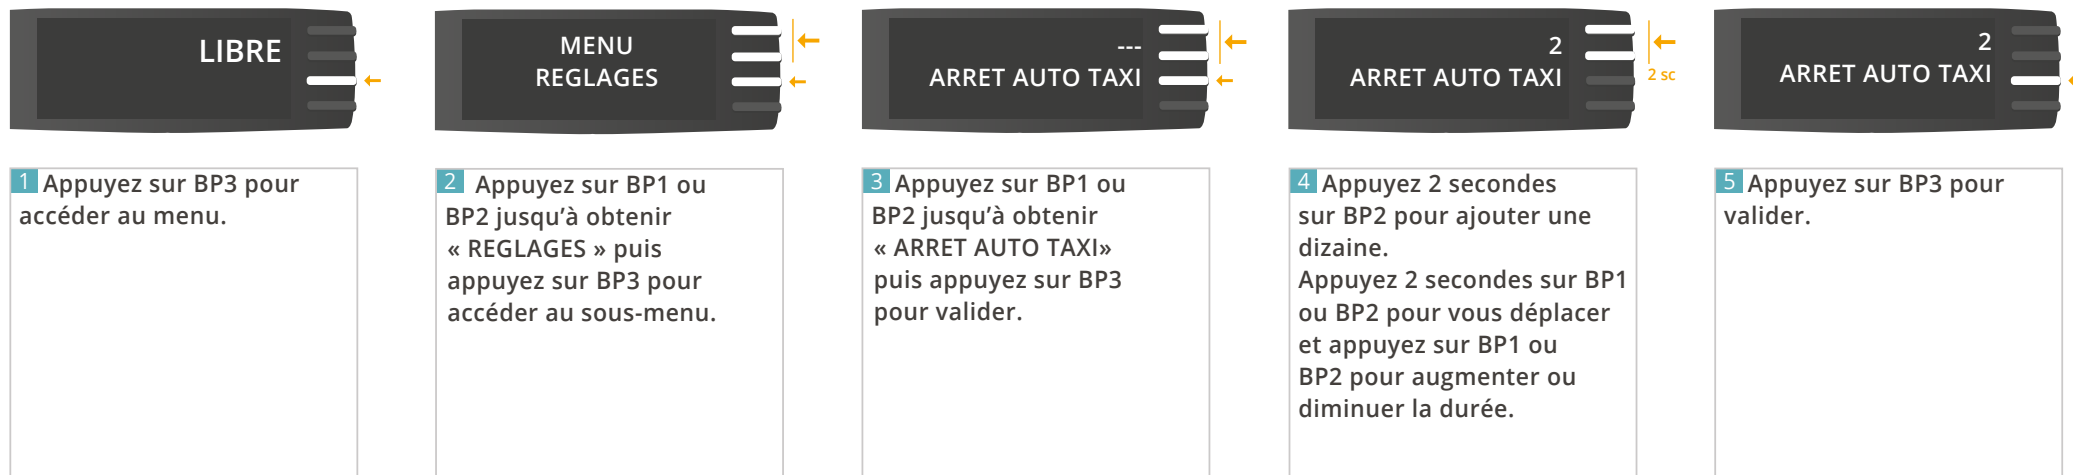 LIBRE
MENU
REGLAGES
---
ARRET AUTO TAXI
2
ARRET AUTO TAXI
2 sc
2
ARRET AUTO TAXI
1 Appuyez sur BP3 pour
accéder au menu.
2 Appuyez sur BP1 ou
BP2 jusqu’à obtenir
« REGLAGES » puis
appuyez sur BP3 pour
accéder au sous-menu.
3 Appuyez sur BP1 ou
BP2 jusqu’à obtenir
« ARRET AUTO TAXI»
puis appuyez sur BP3
pour valider.
4 Appuyez 2 secondes
sur BP2 pour ajouter une
dizaine.
Appuyez 2 secondes sur BP1
ou BP2 pour vous déplacer
et appuyez sur BP1 ou
BP2 pour augmenter ou
diminuer la durée.
5 Appuyez sur BP3 pour
valider.